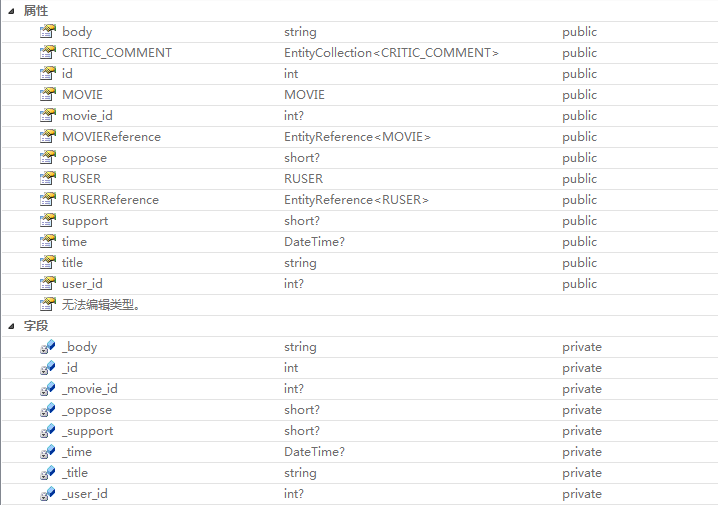 属性
body string public
CRITIC_COMMENT EntityCollection<CRITIC_COMMENT> public
id int public
MOVIE MOVIE public
movie_id int? public
MOVIEReference EntityReference<MOVIE> public
oppose short? public
RUSER RUSER public
RUSERReference EntityReference<RUSER> public
support short? public
time DateTime? public
title string public
user_id int? public
无法编辑类型。
字段
_body string private
_id int private
_movie_id int? private
_oppose short? private
_support short? private
_time DateTime? private
_title string private
_user_id int? private